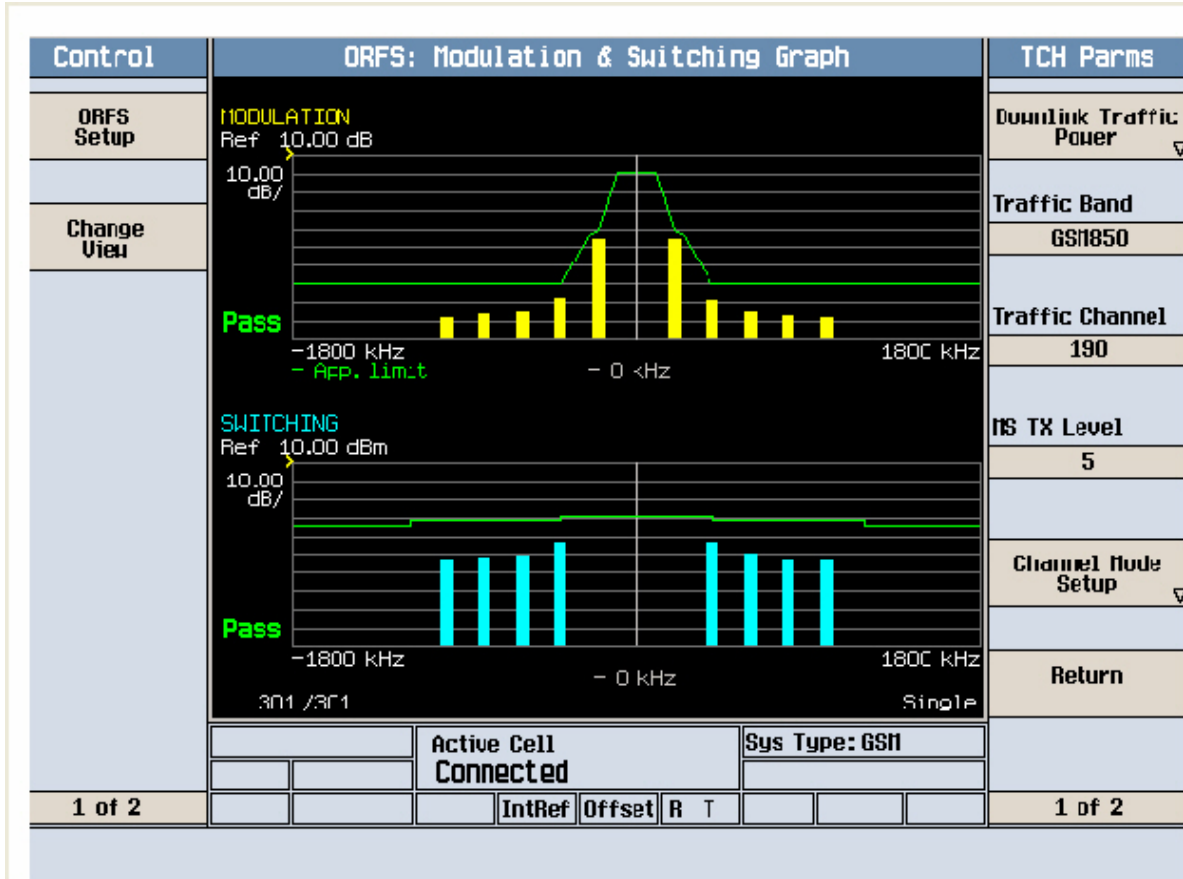 Control
ORFS: Modulation & Switching Graph
TCH Parms
ORFS
Setup
Change
View
1 of 2
MODULATION
Ref 10.00 dB
10.00
dB/
Pass
-1800 kHz
1800 kHz
- App. limit
- 0 kHz
SWITCHING
Ref 10.00 dBm
10.00
dB/
Pass
-1800 kHz
1800 kHz
- 0 kHz
301/301
Single
Active Cell
Connected
Sys Type: GSM
IntRef
Offset
R T
Downlink Traffic
Power
Traffic Band
GSM850
Traffic Channel
190
MS TX Level
5
Channel Mode
Setup
Return
1 of 2